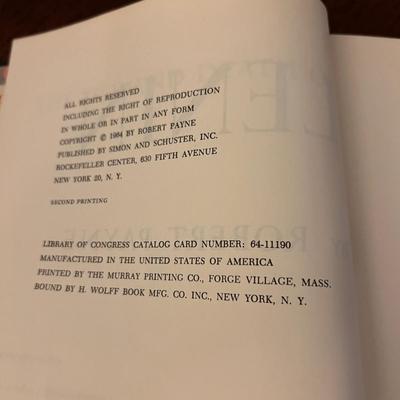 ALL RIGHTS RESERVED
INCLUDING THE RIGHT OF REPRODUCTION
IN WHOLE OR IN PART IN ANY FORM
COPYRIGHT © 1964 BY ROBERT PAYNE
PUBLISHED BY SIMON AND SCHUSTER, INC.
ROCKEFELLER CENTER, 630 FIFTH AVENUE
NEW YORK 20, N. Y.
SECOND PRINTING
LIBRARY OF CONGRESS CATALOG CARD NUMBER: 64-11190
MANUFACTURED IN THE UNITED STATES OF AMERICA
PRINTED BY THE MURRAY PRINTING CO., FORGE VILLAGE, MASS.
BOUND BY H. WOLFF BOOK MFG. CO. INC., NEW YORK, N. Y.